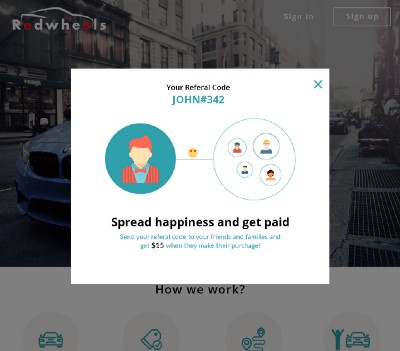 Redwheels
Sign in
Sign up
Your Referal Code
JOHN#342
Spread happiness and get paid
Send your referal code to your friends and families and
get $15 when they make their purchage!
How we work?